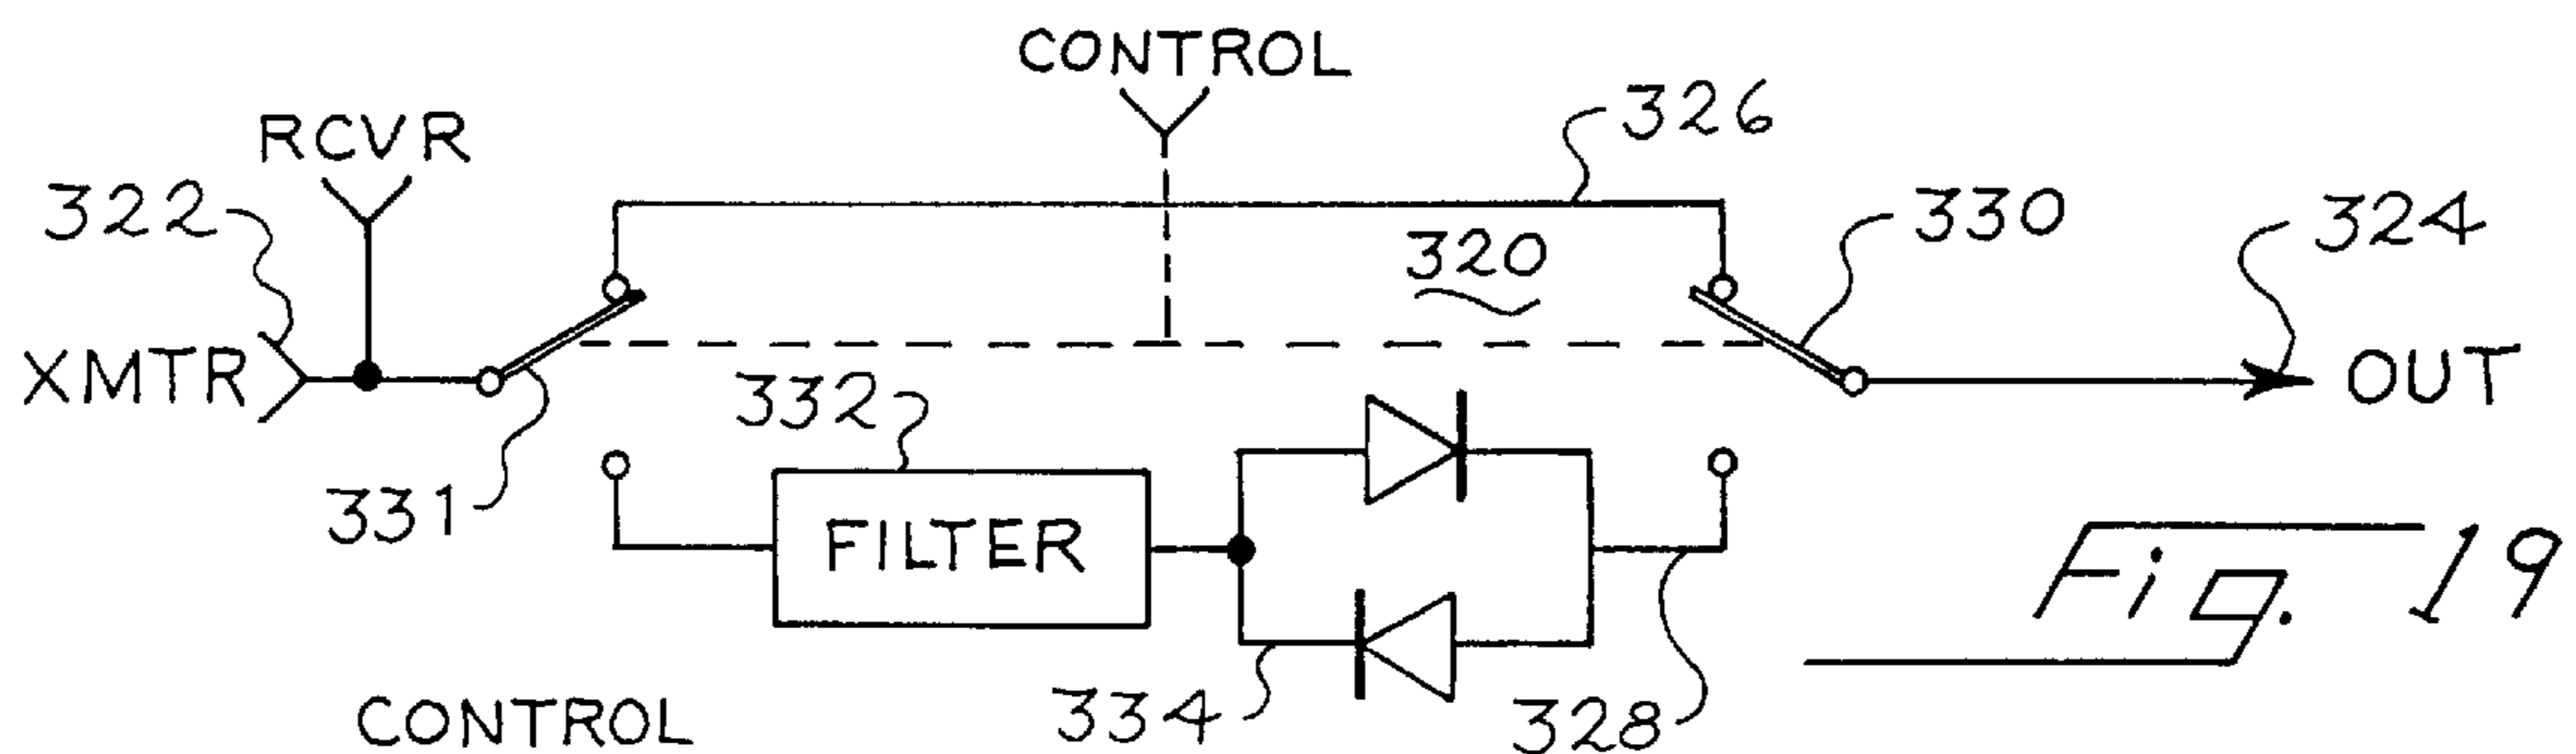 CONTROL
326
RCVR
322
330
324
320
XMTR
OUT
332
331
FILTER
Fig. 19
334
328
CONTROL